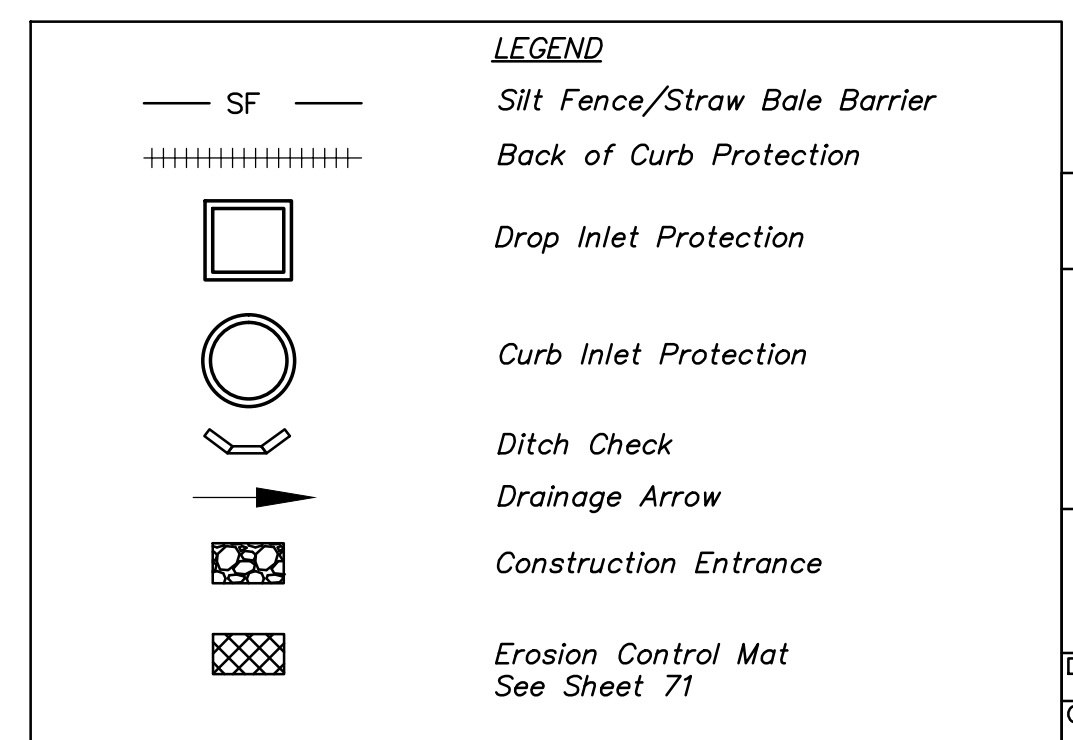 LEGEND
SF Silt Fence/Straw Bale Barrier
Back of Curb Protection
Drop Inlet Protection
Curb Inlet Protection
Ditch Check
Drainage Arrow
Construction Entrance
Erosion Control Mat
See Sheet 71